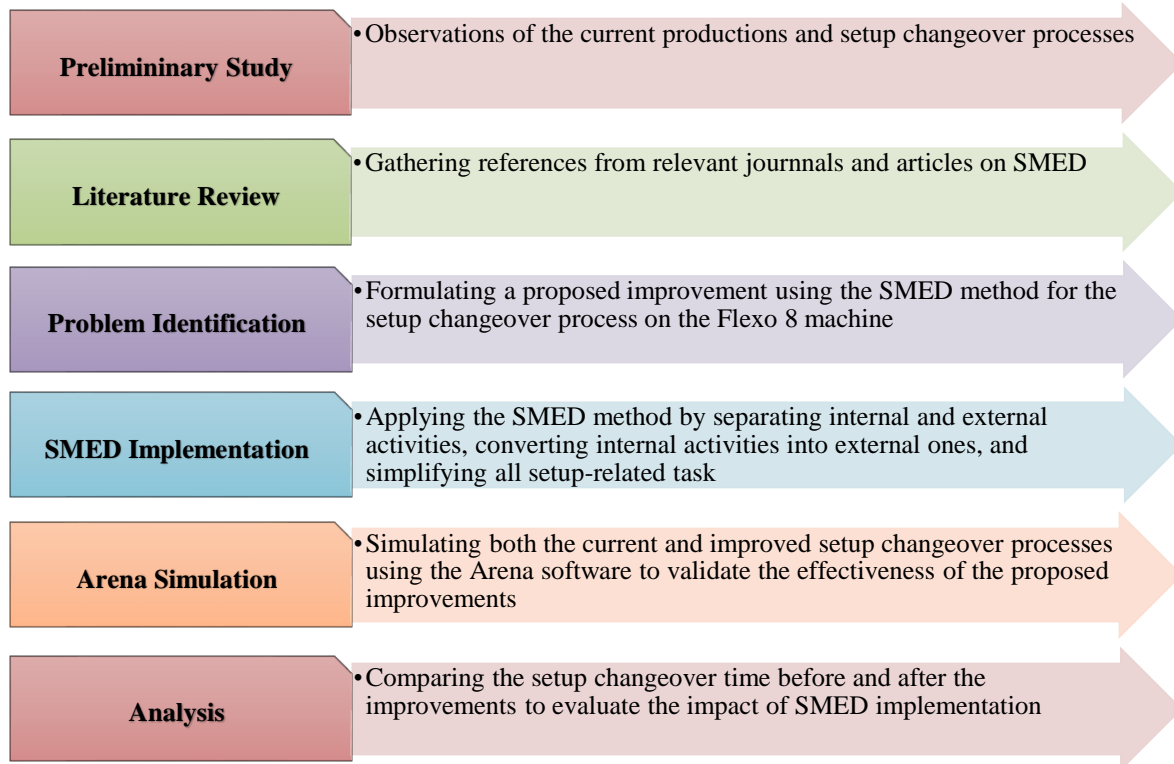 Prelimininary Study
•Observations of the current productions and setup changeover processes
Literature Review
•Gathering references from relevant journnals and articles on SMED
Problem Identification
•Formulating a proposed improvement using the SMED method for the
setup changeover process on the Flexo 8 machine
SMED Implementation
•Applying the SMED method by separating internal and external
activities, converting internal activities into external ones, and
simplifying all setup-related task
Arena Simulation
•Simulating both the current and improved setup changeover processes
using the Arena software to validate the effectiveness of the proposed
improvements
Analysis
•Comparing the setup changeover time before and after the
improvements to evaluate the impact of SMED implementation